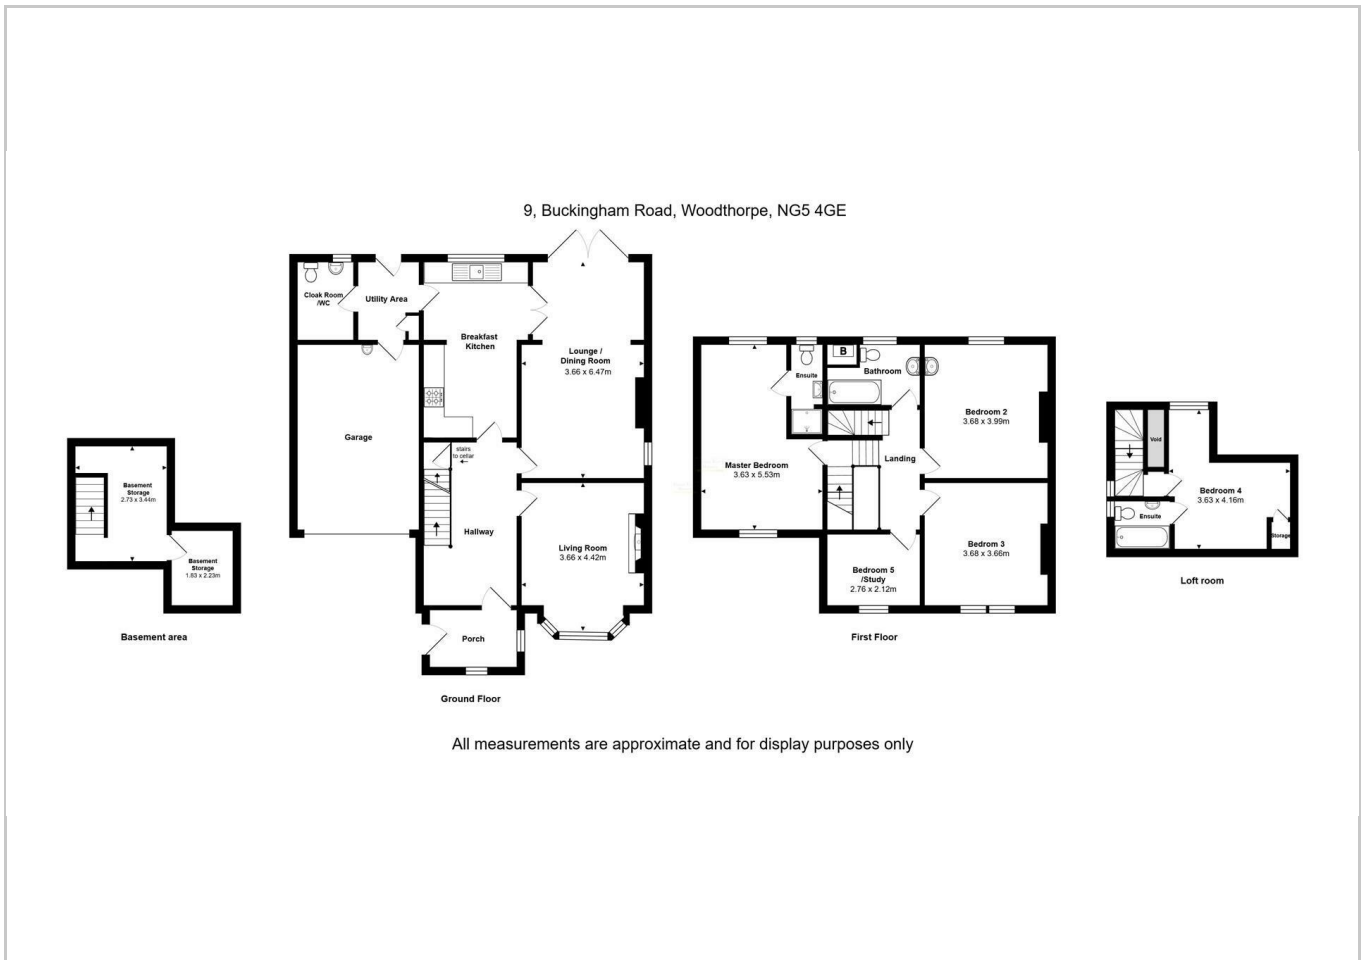 9, Buckingham Road, Woodthorpe, NG5 4GE
Cloak Room
/WC
Utility Area
Breakfast
Kitchen
Lounge /
Dining Room
3.66 x 6.47m
Garage
stairs
to cellar
Hallway
Living Room
3.66 x 4.42m
Porch
Ground Floor
Basement
Storage
2.73 x 3.44m
Basement
Storage
1.83 x 2.23m
Basement area
Master Bedroom
3.63 x 5.53m
Ensuite
B
Bathroom
Bedroom 2
3.68 x 3.99m
Landing
Bedrom 3
3.68 x 3.66m
Bedroom 5
/Study
2.76 x 2.12m
First Floor
Void
Bedroom 4
3.63 x 4.16m
Ensuite
Storage
Loft room
All measurements are approximate and for display purposes only